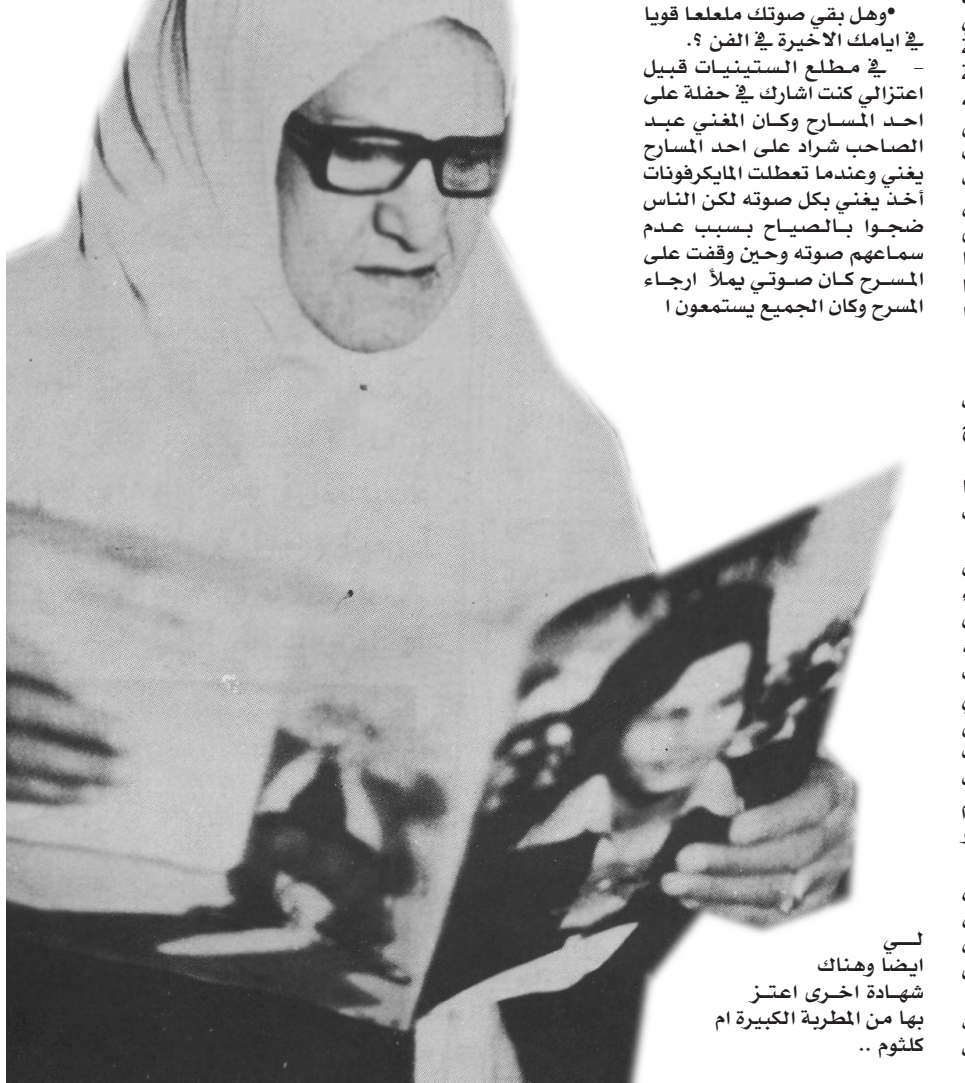 •وهل بقي صوتك ملعلعا قويا
في ايامك الاخيرة في الفن ؟.
- في مطلع الستينيات قبيل
اعتزالي كنت اشارك في حفلة على
احد المسارح وكان المغني عبد
الصاحب شراد على احد المسارح
يغني وعندما تعطلت المايكرفونات
أخذ يغني بكل صوته لكن الناس
ضجوا بالصياح بسبب عدم
سماعهم صوته وحين وقفت على
المسرح كان صوتي يملأ ارجاء
المسرح وكان الجميع يستمعون ا
لي
ايضا وهناك
شهادة اخرى اعتز
بها من المطربة الكبيرة ام
كلثوم ..